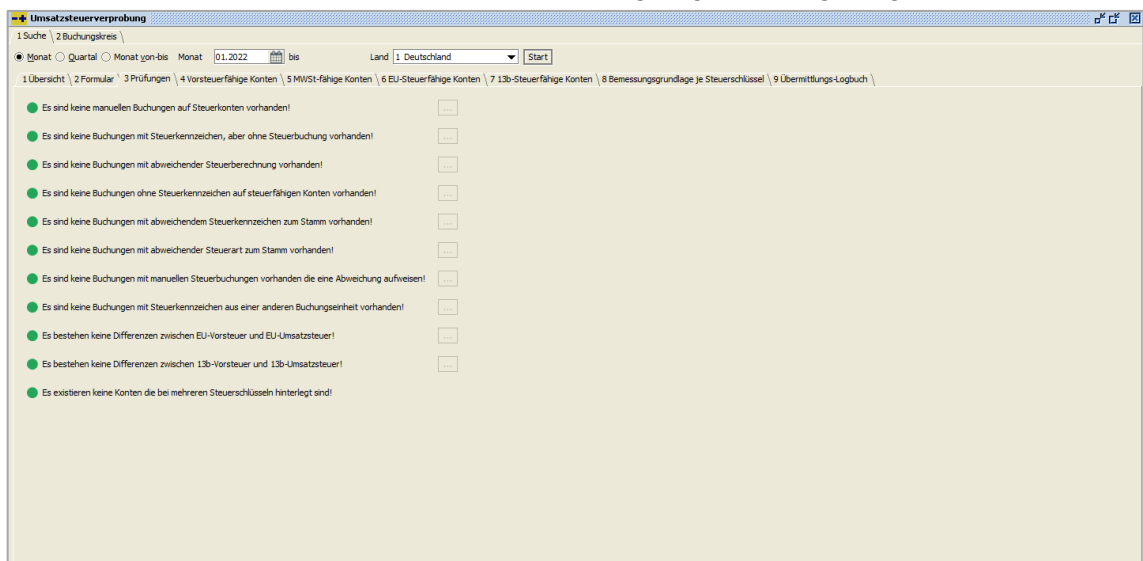 Umsatzsteuerverprobung
1 Suche 2 Buchungskreis
Monat Quartal Monat von-bis Monat 01.2022 bis Land 1 Deutschland Start
1 Übersicht 2 Formular 3 Prüfungen 4 Vorsteuerfähige Konten 5 MWSt-fähige Konten 6 EU-Steuerfähige Konten 7 13b-Steuerfähige Konten 8 Bemessungsgrundlage je Steuerschlüssel 9 Übermittlungs-Logbuch
Es sind keine manuellen Buchungen auf Steuerkonten vorhanden! ...
Es sind keine Buchungen mit Steuerkennzeichen, aber ohne Steuerbuchung vorhanden! ...
Es sind keine Buchungen mit abweichender Steuerberechnung vorhanden! ...
Es sind keine Buchungen ohne Steuerkennzeichen auf steuerfähigen Konten vorhanden! ...
Es sind keine Buchungen mit abweichendem Steuerkennzeichen zum Stamm vorhanden! ...
Es sind keine Buchungen mit abweichender Steuerart zum Stamm vorhanden! ...
Es sind keine Buchungen mit manuellen Steuerbuchungen vorhanden die eine Abweichung aufweisen! ...
Es sind keine Buchungen mit Steuerkennzeichen aus einer anderen Buchungseinheit vorhanden! ...
Es bestehen keine Differenzen zwischen EU-Vorsteuer und EU-Umsatzsteuer! ...
Es bestehen keine Differenzen zwischen 13b-Vorsteuer und 13b-Umsatzsteuer! ...
Es existieren keine Konten die bei mehreren Steuerschlüsseln hinterlegt sind!